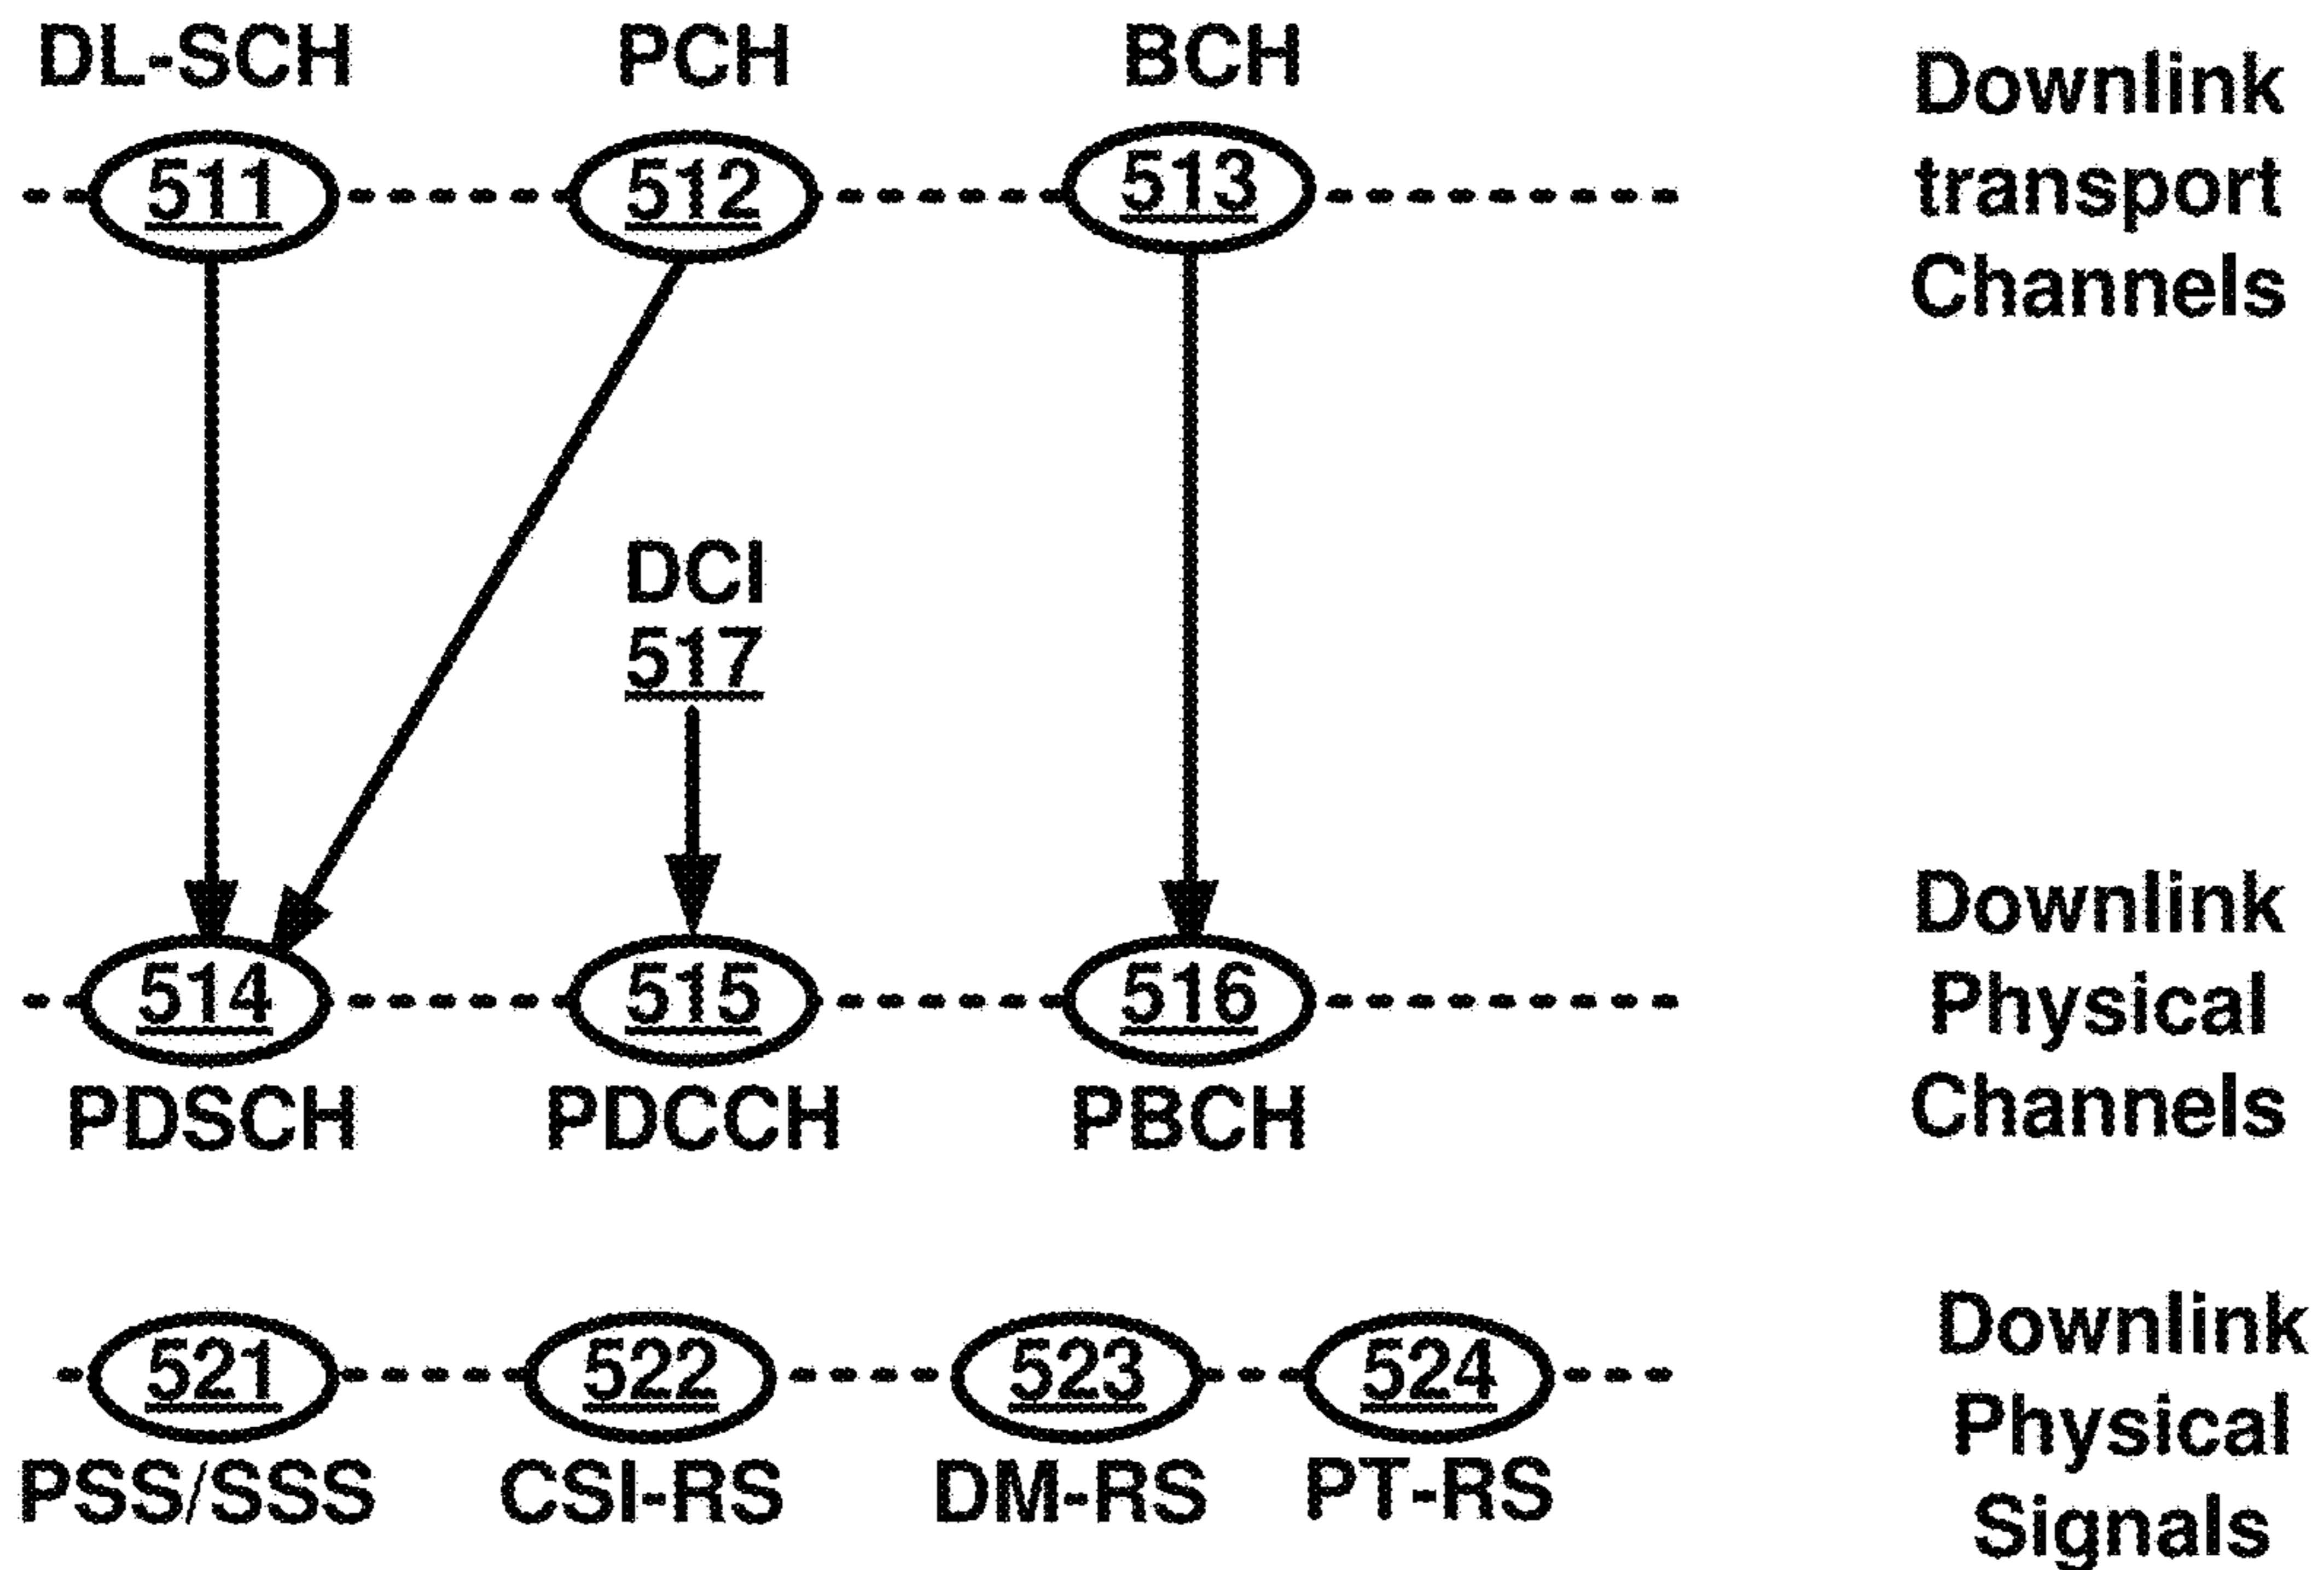 DL-SCH PCH BCH
511 512 513
Downlink
transport
Channels
DCI
517
514 515 516
PDSCH PDCCH PBCH
Downlink
Physical
Channels
521 522 523 524
PSS/SSS CSI-RS DM-RS PT-RS
Downlink
Physical
Signals